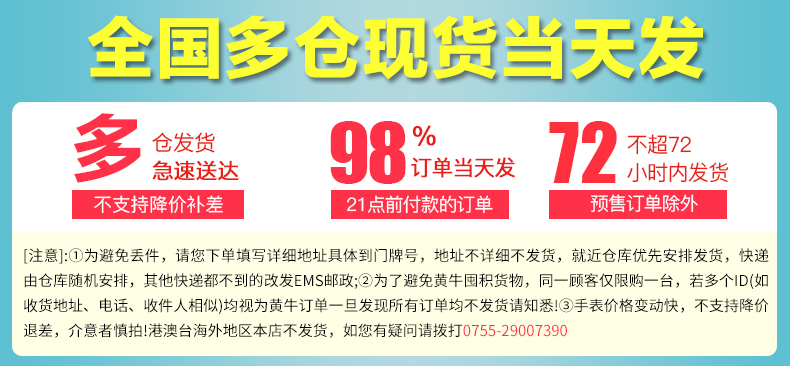 全国多仓现货当天发
多 仓发货
急速送达
不支持降价补差
98% 订单当天发
21点前付款的订单
72 不超72
小时内发货
预售订单除外
[注意]:①为避免丢件，请您下单填写详细地址具体到门牌号，地址不详细不发货，就近仓库优先安排发货，快递
由仓库随机安排，其他快递都不到的改发EMS邮政;②为了避免黄牛囤积货物，同一顾客仅限购一台，若多个ID(如
收货地址、电话、收件人相似)均视为黄牛订单一旦发现所有订单均不发货请知悉!③手表价格变动快，不支持降价
退差，介意者慎拍!港澳台海外地区本店不发货，如您有疑问请拨打0755-29007390